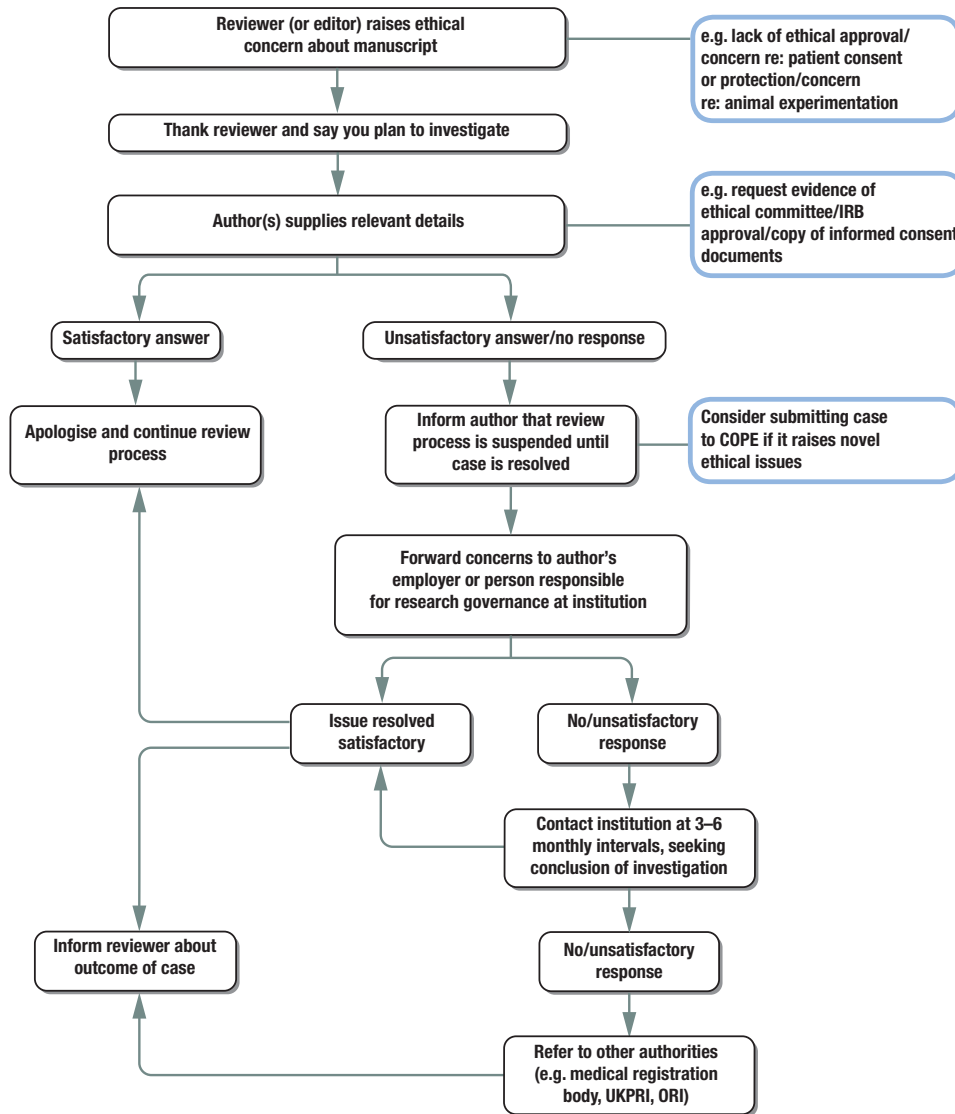 Reviewer (or editor) raises ethical
concern about manuscript
e.g. lack of ethical approval/
concern re: patient consent
or protection/concern
re: animal experimentation
Thank reviewer and say you plan to investigate
Author(s) supplies relevant details
e.g. request evidence of
ethical committee/IRB
approval/copy of informed consent
documents
Satisfactory answer
Unsatisfactory answer/no response
Apologise and continue review
process
Inform author that review
process is suspended until
case is resolved
Consider submitting case
to COPE if it raises novel
ethical issues
Forward concerns to author’s
employer or person responsible
for research governance at institution
Issue resolved
satisfactory
No/unsatisfactory
response
Contact institution at 3–6
monthly intervals, seeking
conclusion of investigation
Inform reviewer about
outcome of case
No/unsatisfactory
response
Refer to other authorities
(e.g. medical registration
body, UKPRI, ORI)